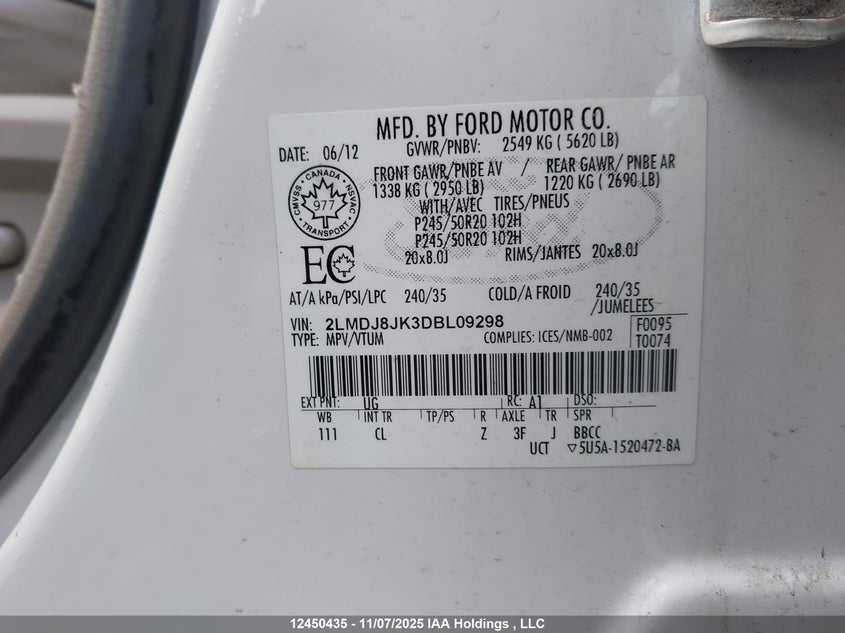 MFD. BY FORD MOTOR CO.
DATE: 06/12 GVWR/PNBV: 2549 KG ( 5620 LB)
FRONT GAWR/PNBE AV / REAR GAWR/ PNBE AR
1338 KG ( 2950 LB) 1220 KG ( 2690 LB)
CANADA
CMVSS NSVAC
977
TRANSPORT
WITH/AVEC TIRES/PNEUS
P245/50R20 102H
P245/50R20 102H
20x8.0J RIMS/JANTES 20x8.0J
EC
AT/A kPa/PSI/LPC 240/35 COLD/A FROID 240/35
/JUMELEES
VIN: 2LMDJ8JK3DBL09298 F0095
TYPE: MPV/VTUM COMPLIES: ICES/NMB-002 T0074
EXT PNT: UG RC: A1 DSO:
WB INT TR TP/PS R AXLE TR SPR
111 CL Z 3F J BBCC
UCT ▽5U5A-1520472-BA
12450435 - 11/07/2025 IAA Holdings , LLC